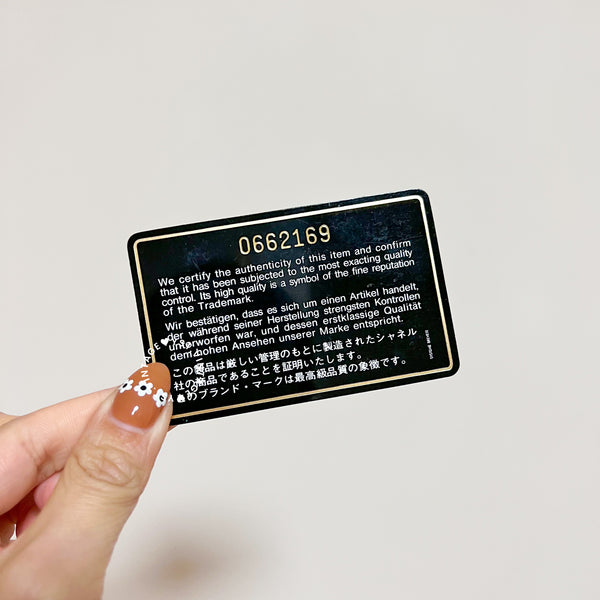 0662169
We certify the authenticity of this item and confirm
that it has been subjected to the most exacting quality
control. Its high quality is a symbol of the fine reputation
of the Trademark.
Wir bestätigen, dass es sich um einen Artikel handelt,
der während seiner Herstellung strengsten Kontrollen
unterworfen war, und dessen erstklassige Qualität
dem hohen Ansehen unserer Marke entspricht.
この製品は厳しい管理のもとに製造されたシャネル
社の商品であることを証明いたします。
のブランド・マークは最高級品質の象徴です。